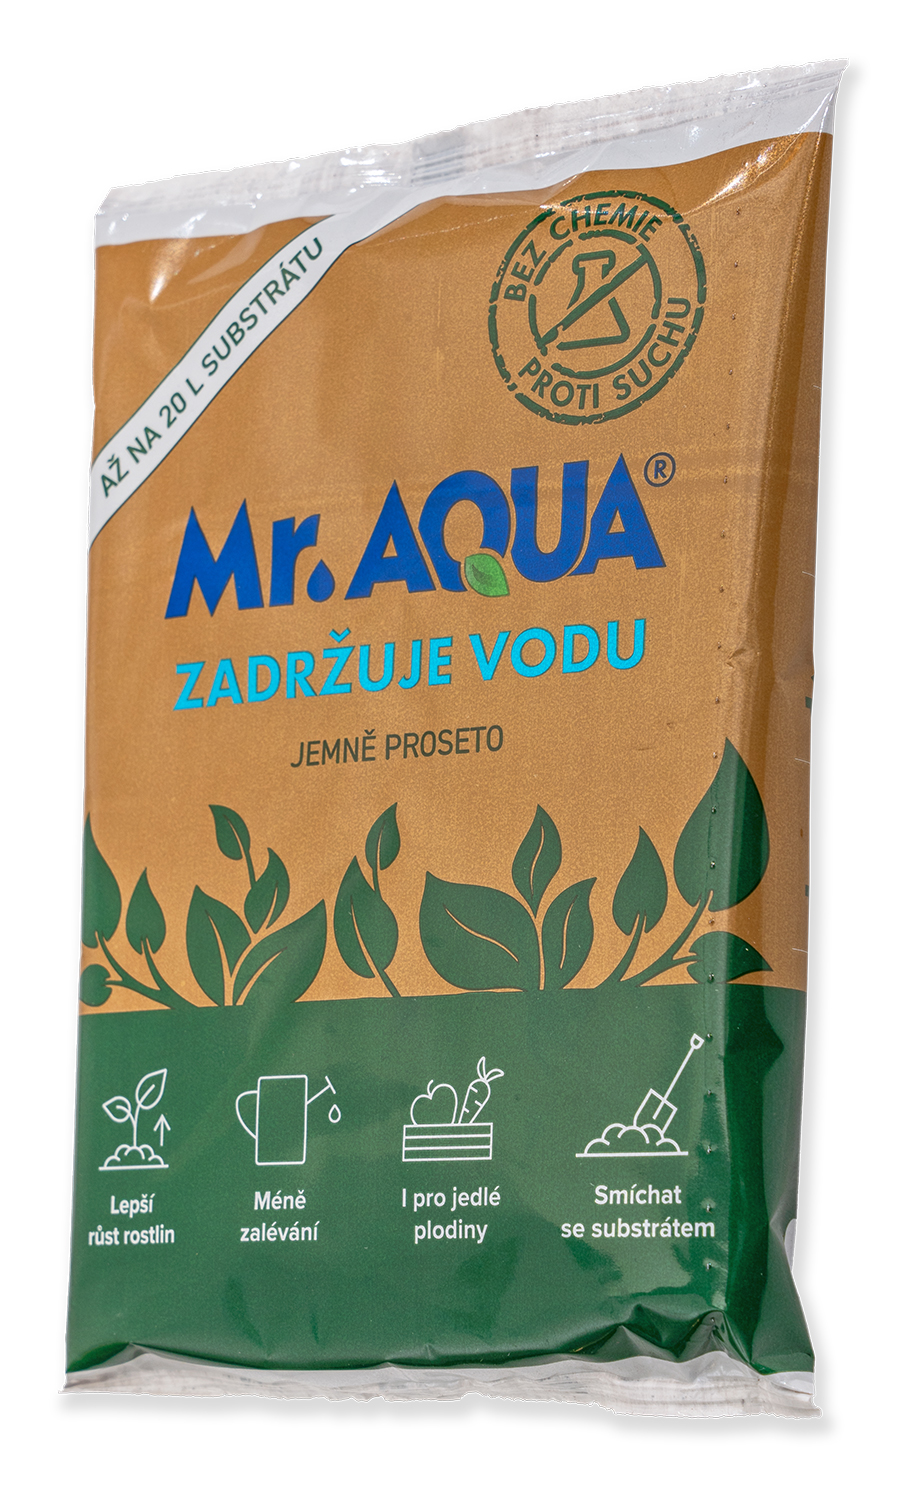 AŽ NA 20 L SUBSTRÁTU
BEZ CHEMIE
PROTI SUCHU
Mr. AQUA®
ZADRŽUJE VODU
JEMNĚ PROSETO
Lepší
růst rostlin
Méně
zalévání
I pro jedlé
plodiny
Smíchat
se substrátem